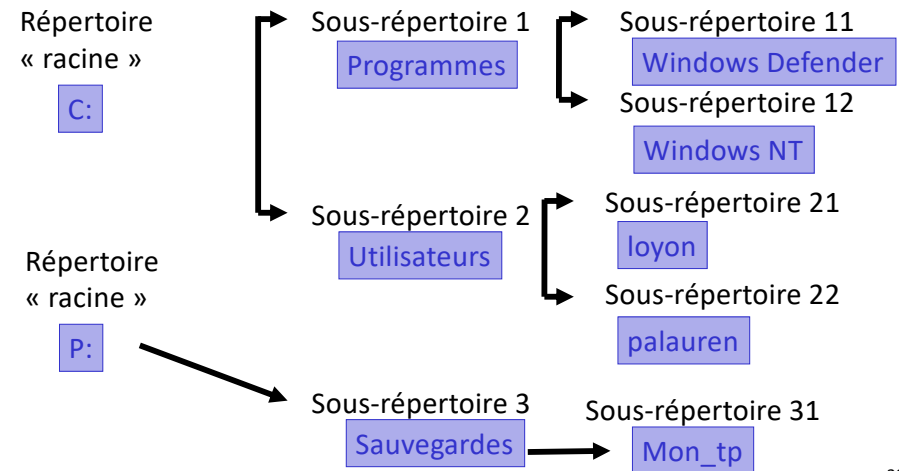 Répertoire
« racine »
C:
Sous-répertoire 1
Programmes
Sous-répertoire 11
Windows Defender
Sous-répertoire 12
Windows NT
Sous-répertoire 2
Utilisateurs
Sous-répertoire 21
loyon
Sous-répertoire 22
palauren
Répertoire
« racine »
P:
Sous-répertoire 3
Sauvegardes
Sous-répertoire 31
Mon_tp